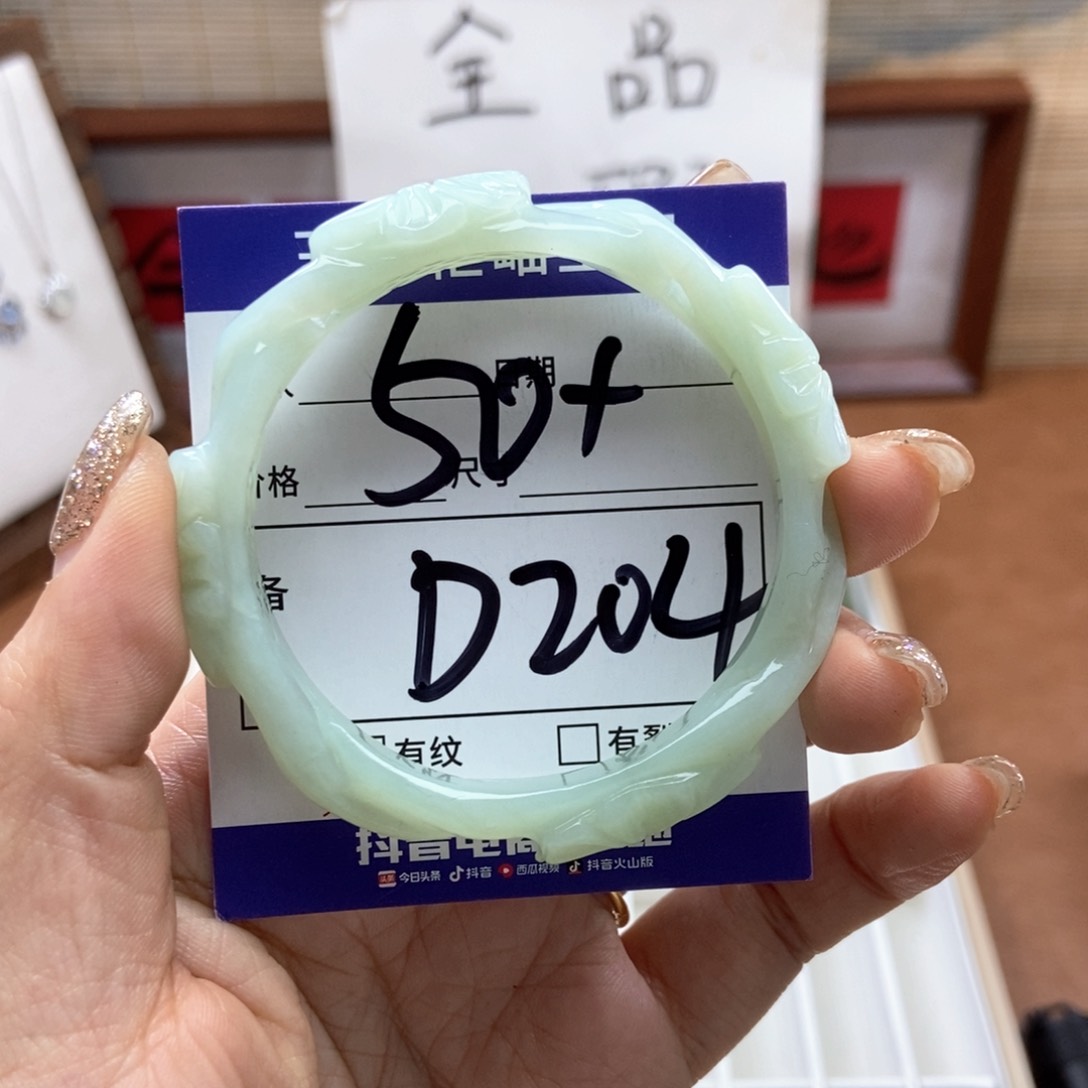 全品
50+
日期
价格 尺寸
D204
备
有纹 有裂
抖音电商
今日头条 抖音 西瓜视频 抖音火山版